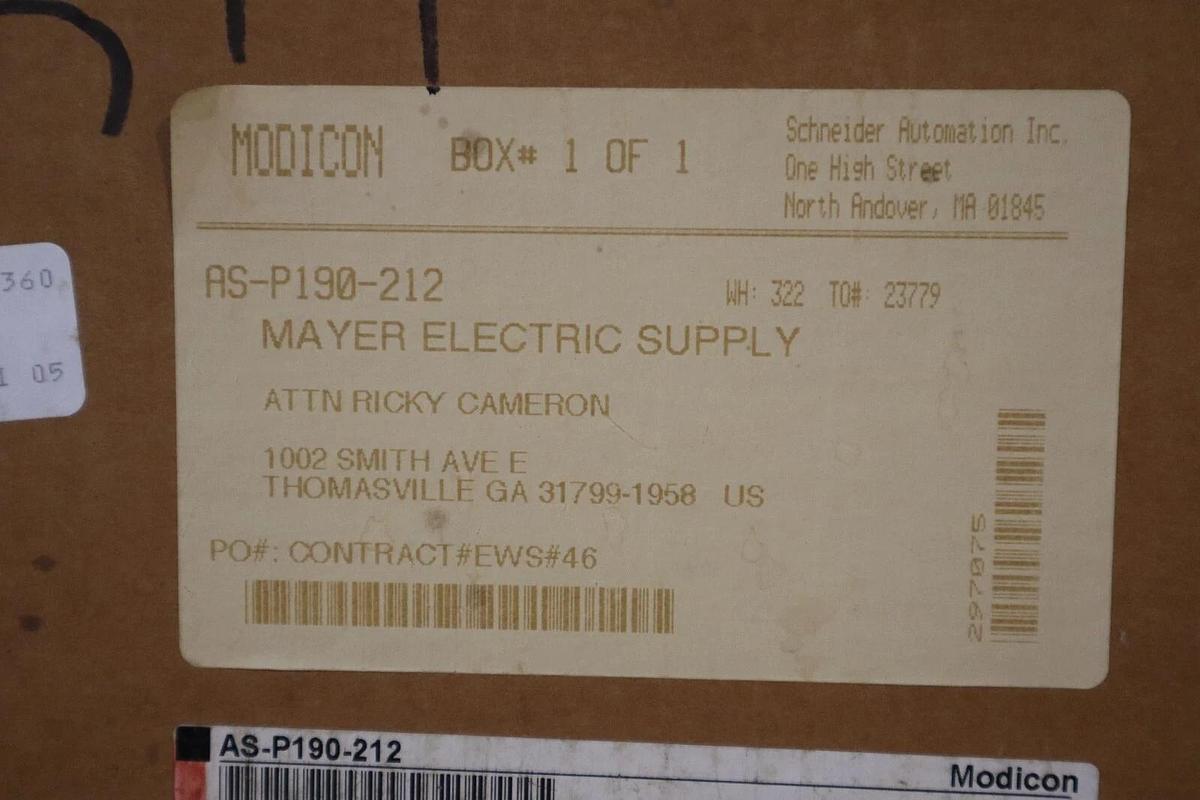 MODICON BOX# 1 OF 1
Schneider Automation Inc.
One High Street
North Andover, MA 01845
AS-P190-212 WH: 322 TO#: 23779
MAYER ELECTRIC SUPPLY
ATTN RICKY CAMERON
1002 SMITH AVE E
THOMASVILLE GA 31799-1958 US
PO#: CONTRACT#EWS#46
297075
360
05
AS-P190-212
Modicon